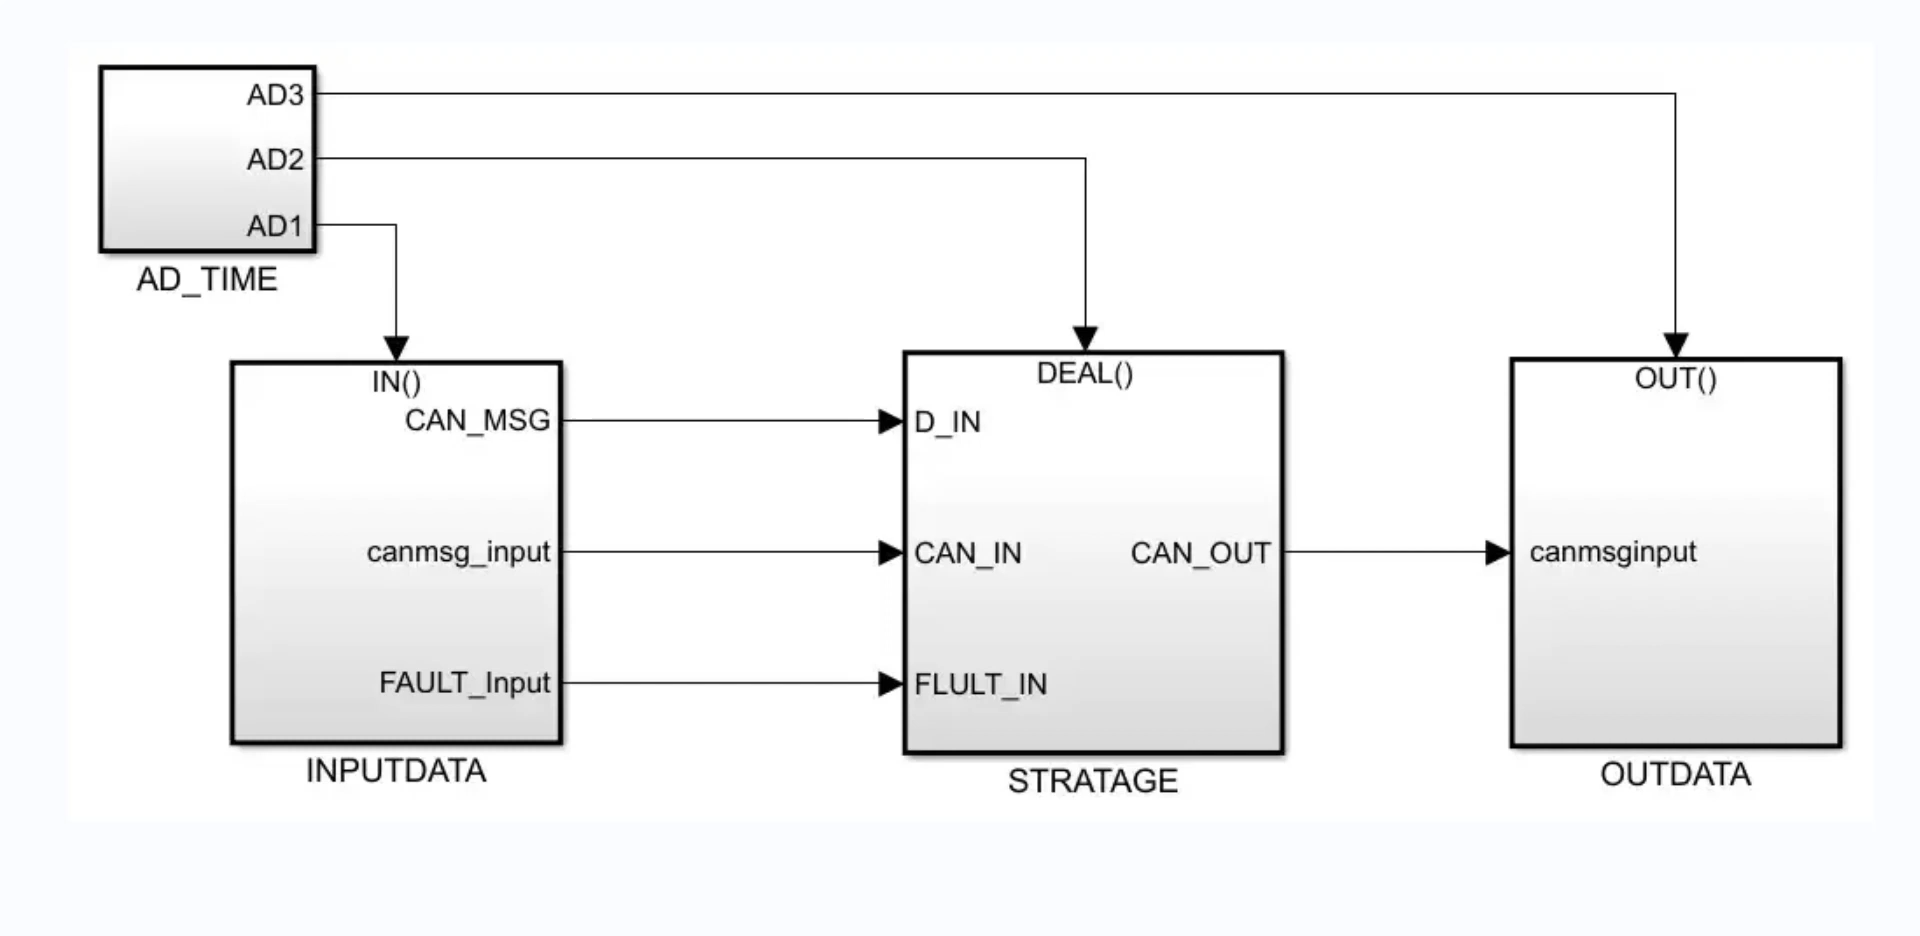 AD3
AD2
AD1
AD_TIME
IN()
CAN_MSG
canmsg_input
FAULT_Input
INPUTDATA
DEAL()
D_IN
CAN_IN
CAN_OUT
FLULT_IN
STRATAGE
OUT()
canmsginput
OUTDATA